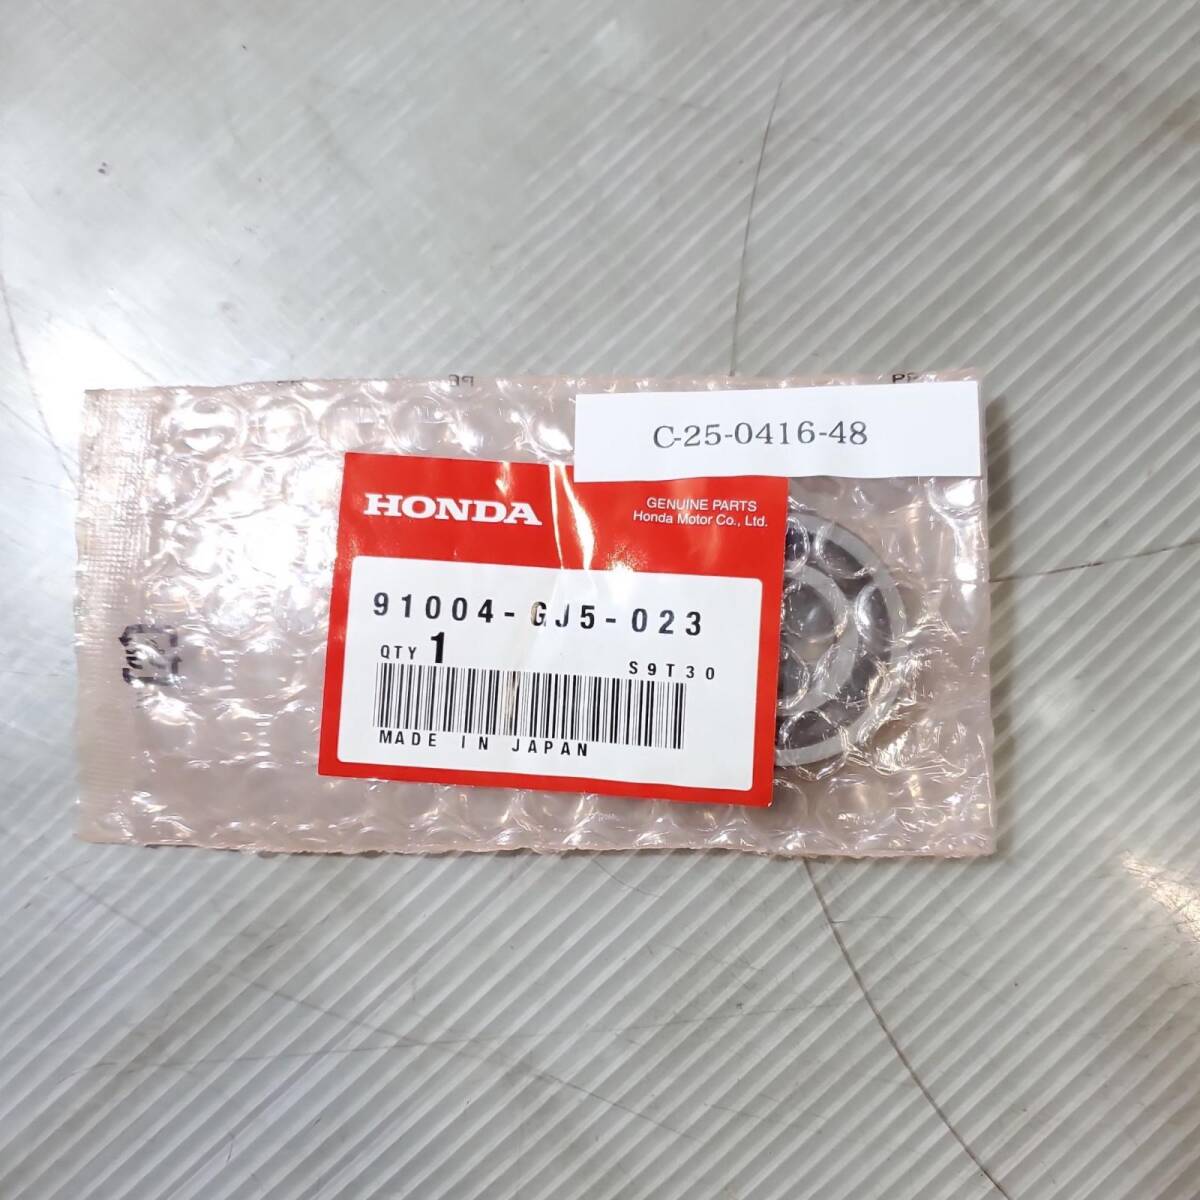 C-25-0416-48
HONDA
GENUINE PARTS
Honda Motor Co., Ltd.
91004-GJ5-023
QTY 1
S9T30
MADE IN JAPAN